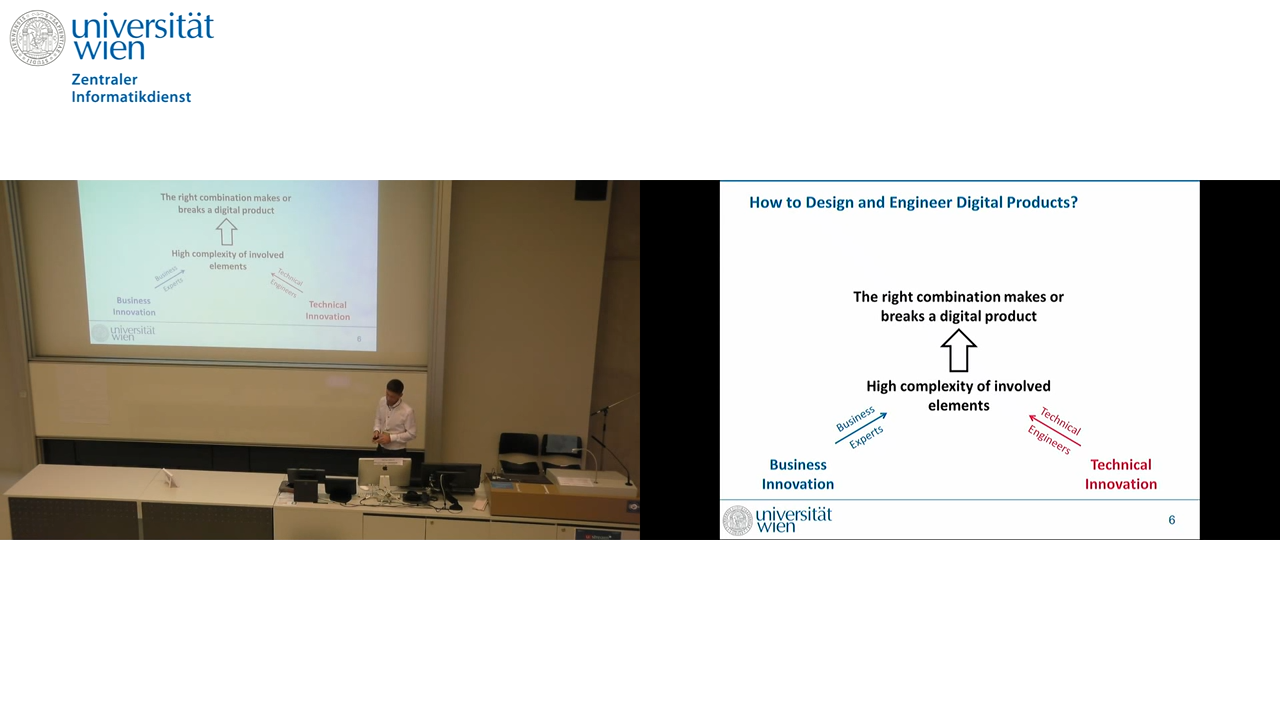 universität
wien
Zentraler
Informatikdienst
The right combination makes or
breaks a digital product
High complexity of involved
elements
Business
Experts
Technical
Engineers
Business
Innovation
Technical
Innovation
universität
wien
6
How to Design and Engineer Digital Products?
The right combination makes or
breaks a digital product
High complexity of involved
elements
Business
Experts
Technical
Engineers
Business
Innovation
Technical
Innovation
universität
wien
6